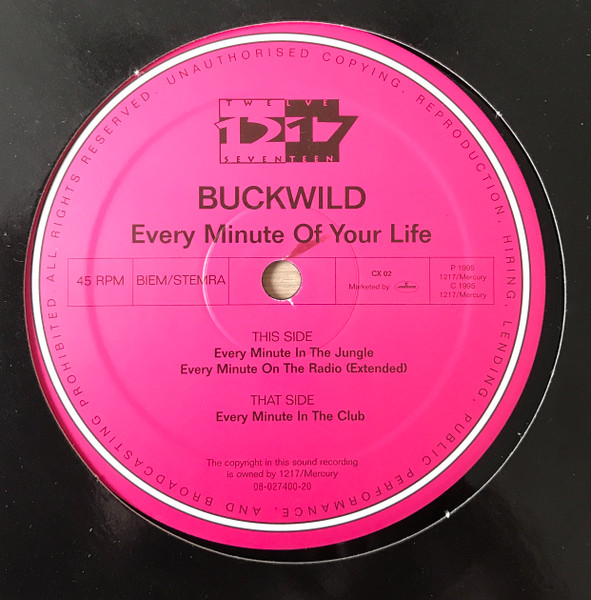 ALL RIGHTS RESERVED. UNAUTHORISED COPYING, REPRODUCTION, HIRING, LENDING, PUBLIC PERFORMANCE, AND BROADCASTING PROHIBITED.
TWELVE
1217
SEVENTEEN
BUCKWILD
Every Minute Of Your Life
45 RPM
BIEM/STEMRA
CX 02
Marketed by
P 1995
1217/Mercury
C 1995
1217/Mercury
THIS SIDE
Every Minute In The Jungle
Every Minute On The Radio (Extended)
THAT SIDE
Every Minute In The Club
The copyright in this sound recording
is owned by 1217/Mercury
08-027400-20